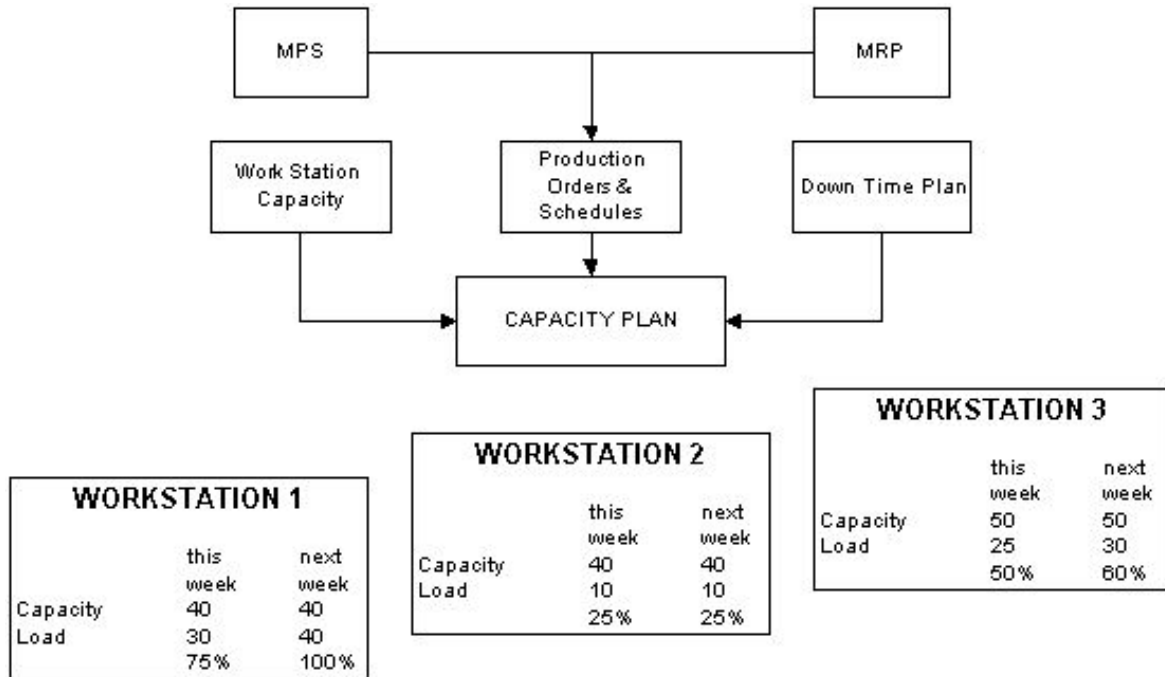 MPS
MRP
Work Station
Capacity
Production
Orders &
Schedules
Down Time Plan
CAPACITY PLAN
WORKSTATION 1
this next
week week
Capacity 40 40
Load 30 40
75% 100%
WORKSTATION 2
this next
week week
Capacity 40 40
Load 10 10
25% 25%
WORKSTATION 3
this next
week week
Capacity 50 50
Load 25 30
50% 60%